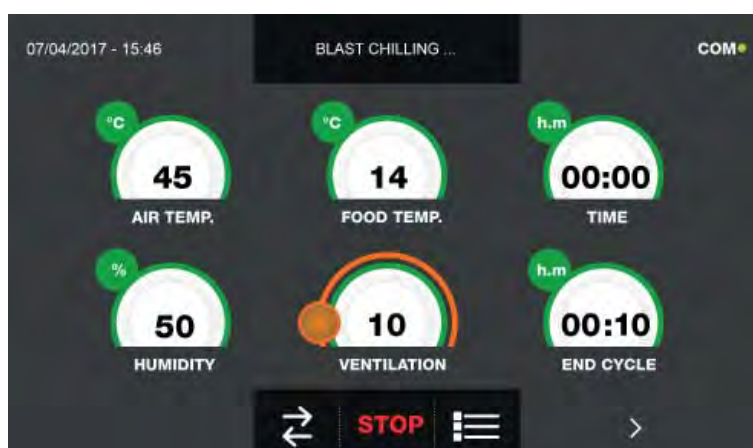 07/04/2017 - 15:46
BLAST CHILLING ...
COM
°C
45
AIR TEMP.
°C
14
FOOD TEMP.
h.m
00:00
TIME
%
50
HUMIDITY
10
VENTILATION
h.m
00:10
END CYCLE
STOP